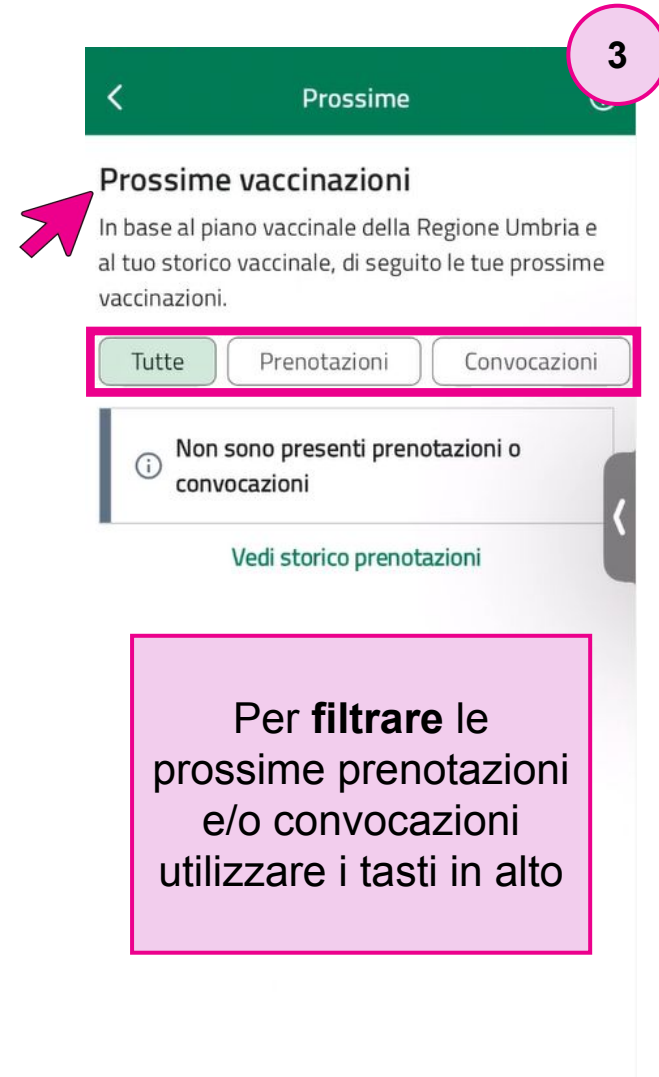 3
Prossime
Prossime vaccinazioni
In base al piano vaccinale della Regione Umbria e
al tuo storico vaccinale, di seguito le tue prossime
vaccinazioni.
Tutte
Prenotazioni
Convocazioni
Non sono presenti prenotazioni o
convocazioni
Vedi storico prenotazioni
Per filtrare le
prossime prenotazioni
e/o convocazioni
utilizzare i tasti in alto